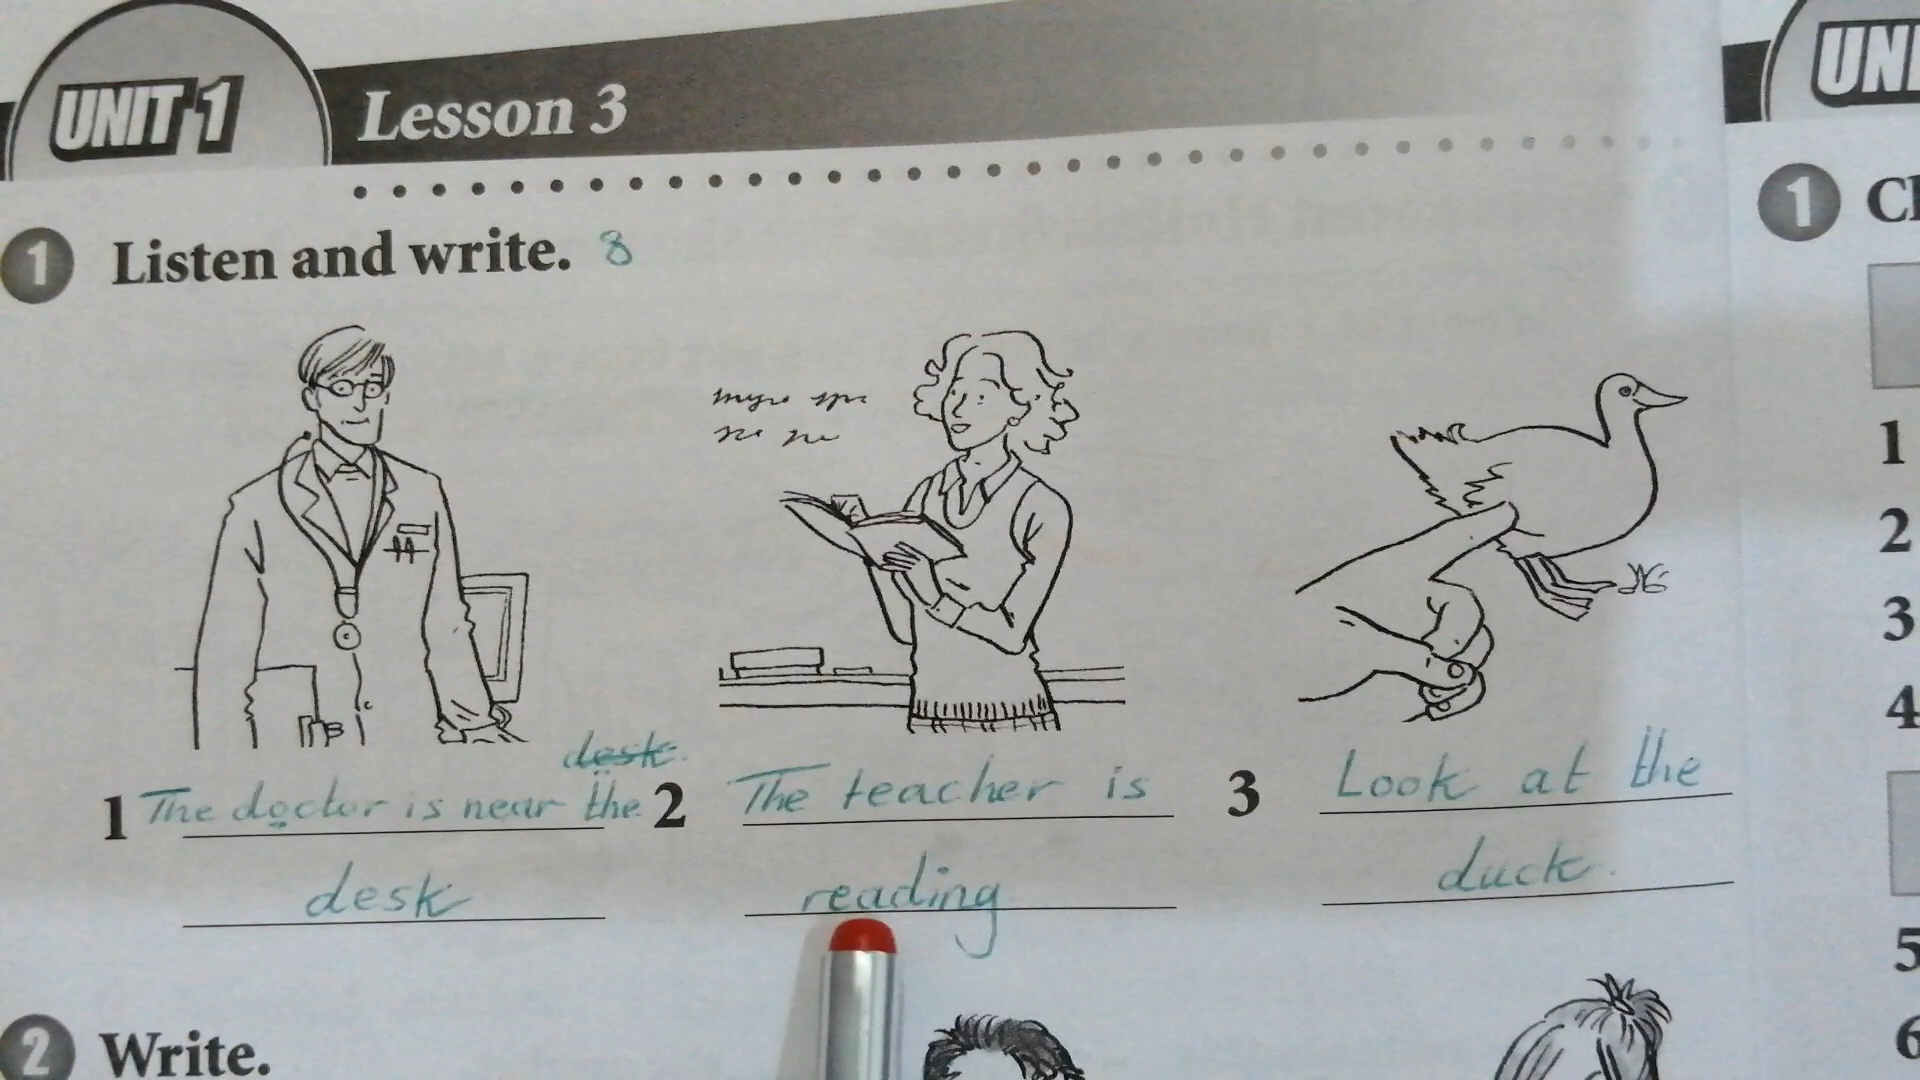 UNIT 1
Lesson 3
1 Listen and write. 8
desk.
1 The doctor is near the
desk
2 The teacher is
reading.
3 Look at the
duck.
2 Write.
UNI
1
1
2
3
4
5
6